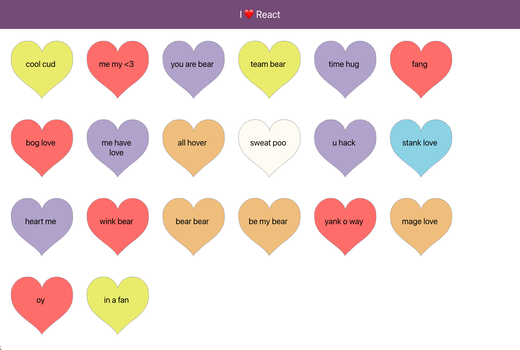 I ❤️ React
cool cud
me my <3
you are bear
team bear
time hug
fang
bog love
me have
love
all hover
sweat poo
u hack
stank love
heart me
wink bear
bear bear
be my bear
yank o way
mage love
oy
in a fan